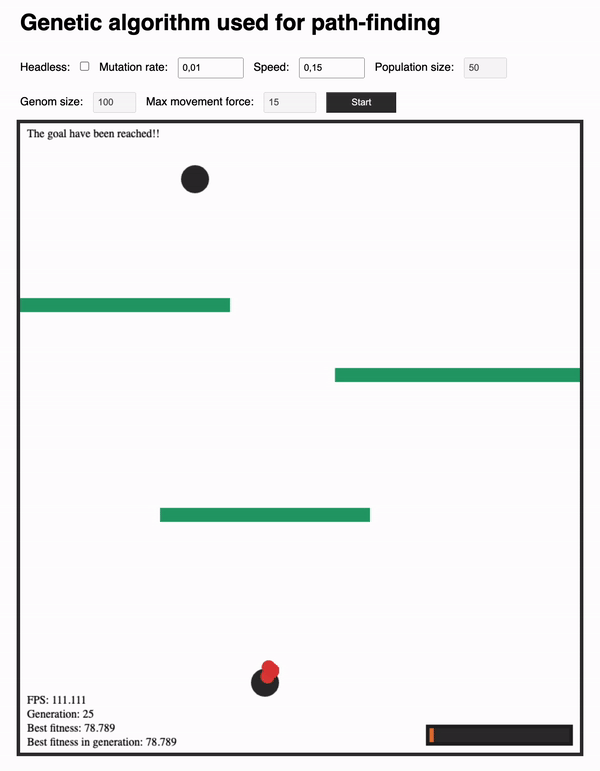 Genetic algorithm used for path-finding
Headless: Mutation rate: 0,01 Speed: 0,15 Population size: 50
Genom size: 100 Max movement force: 15 Start
The goal have been reached!!
FPS: 111.111
Generation: 25
Best fitness: 78.789
Best fitness in generation: 78.789